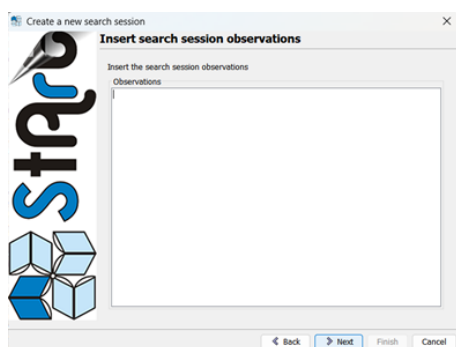 Create a new search session
Insert search session observations
Insert the search session observations
Observations
StArt
Back
Next
Finish
Cancel